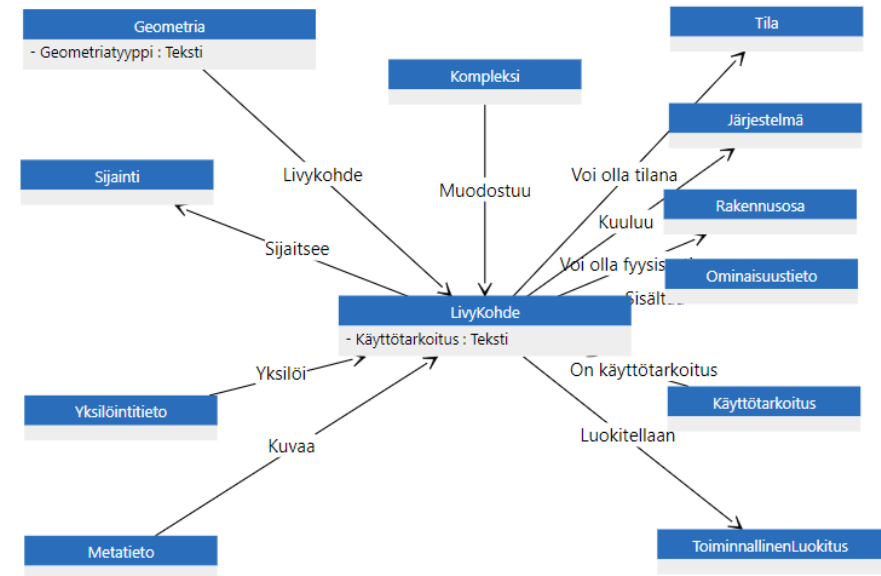 Geometria
- Geometriatyyppi : Teksti
Tila
Kompleksi
Järjestelmä
Sijainti
Livykohde
Voi olla tilana
Muodostuu
Rakennusosa
Kuuluu
Sijaitsee
Voi olla
Ominaisuustieto
LivyKohde
- Käyttötarkoitus : Teksti
Yksilöi
On käyttötarkoitus
Yksilöintitieto
Käyttötarkoitus
Kuvaa
Luokitellaan
Metatieto
ToiminnallinenLuokitus